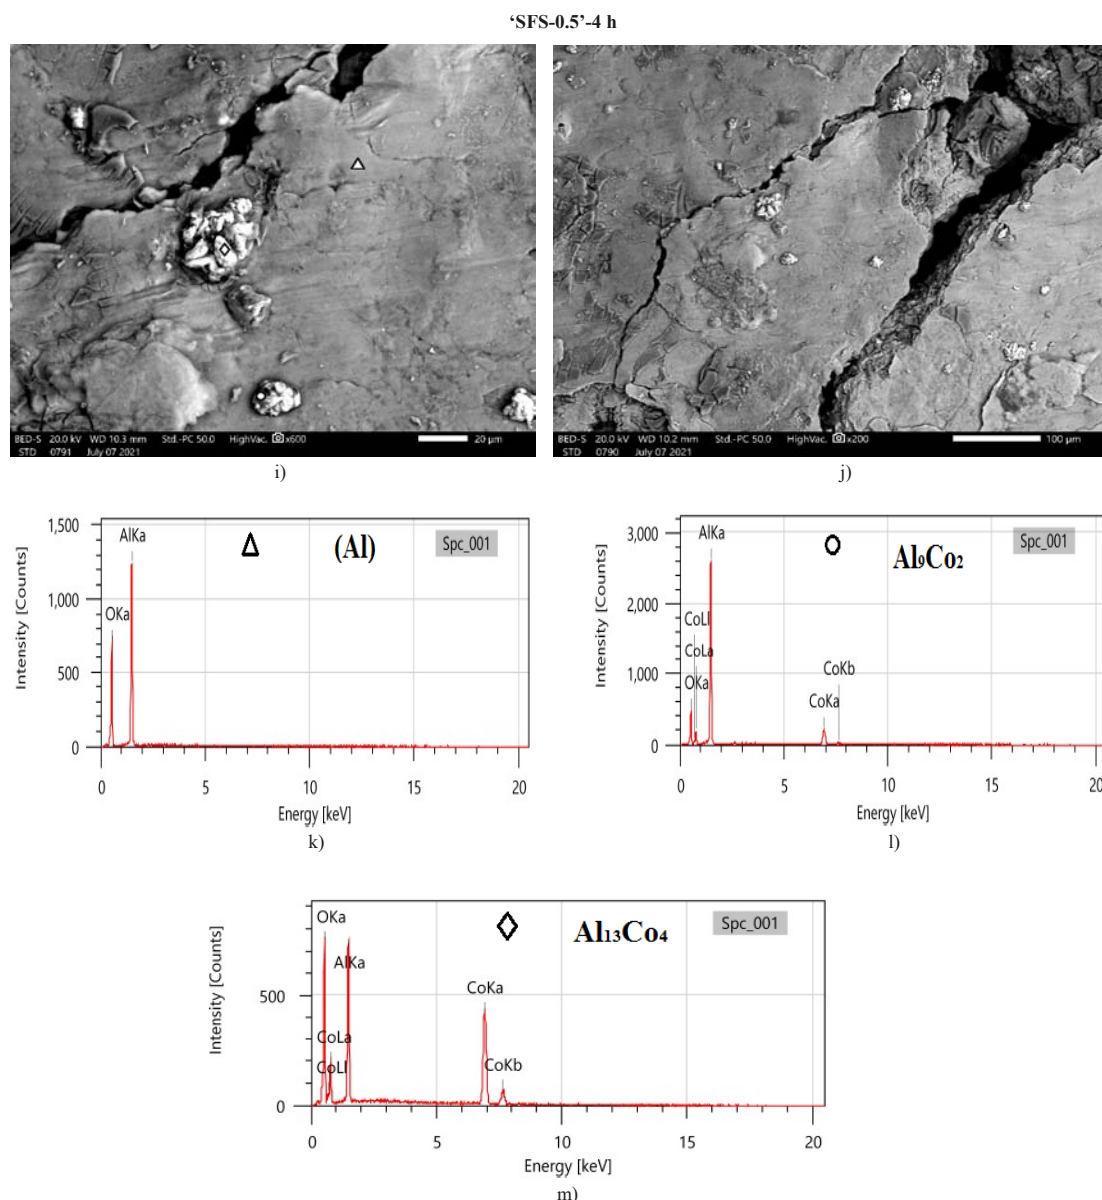 ‘SFS-0.5’-4 h
BED-S 20.0 kV WD 10.3 mm Std.-PC 50.0 HighVac. x600 20 µm
STD 0791 July 07 2021
BED-S 20.0 kV WD 10.2 mm Std.-PC 50.0 HighVac. x200 100 µm
STD 0790 July 07 2021
i)
j)
1,500
AlKa
(Al)
Spc_001
1,000
OKa
500
0
Intensity [Counts]
0 5 10 15 20
Energy [keV]
k)
3,000
AlKa
Al₉Co₂
Spc_001
CoLl
2,000
CoLa
OKa
CoKb
1,000
CoKa
0
Intensity [Counts]
0 5 10 15 20
Energy [keV]
l)
OKa
Al₁₃Co₄
Spc_001
AlKa
CoKa
500
CoLa
CoLl
CoKb
0
Intensity [Counts]
0 5 10 15 20
Energy [keV]
m)